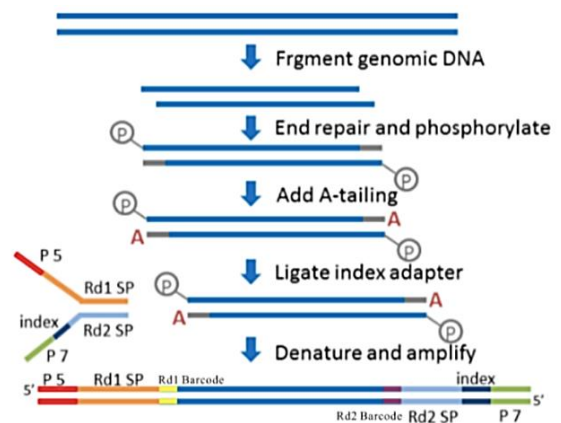 Frgment genomic DNA
End repair and phosphorylate
P
P
Add A-tailing
P
A
A
P
Ligate index adapter
P 5
Rd1 SP
index
Rd2 SP
P 7
P
A
A
P
Denature and amplify
P 5 Rd1 SP Rd1 Barcode index
5'
5'
Rd2 Barcode Rd2 SP P 7